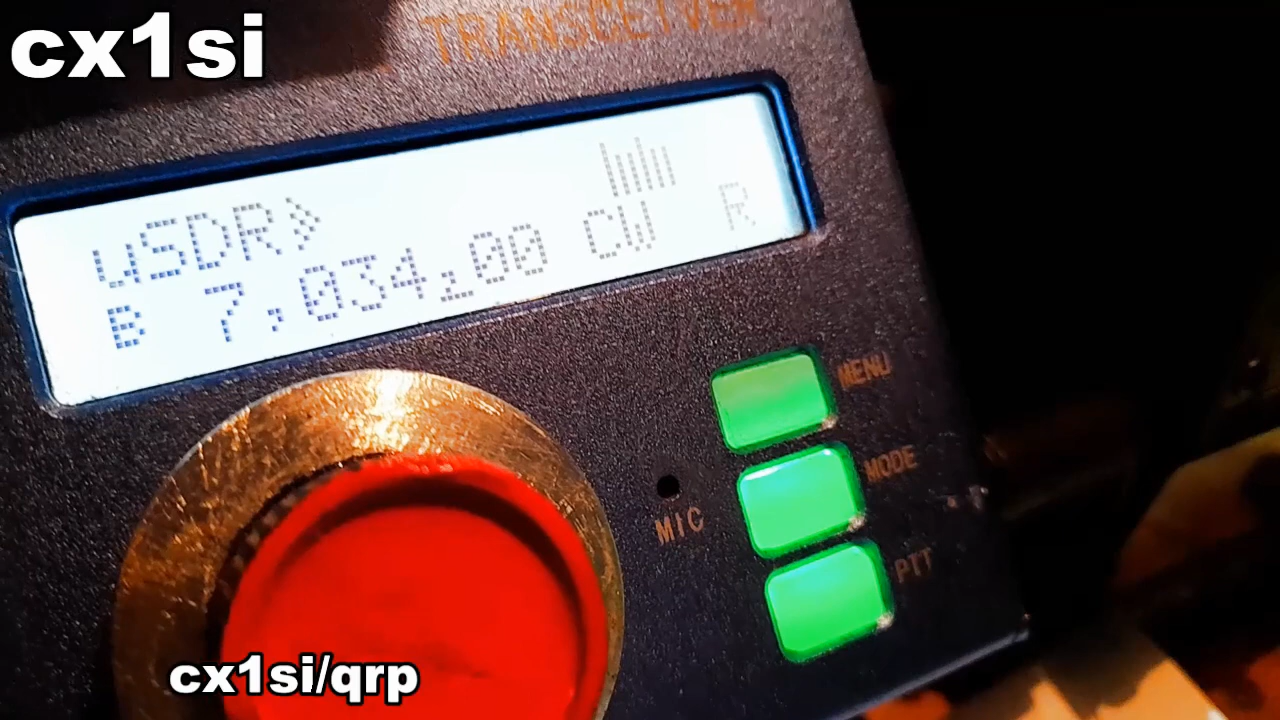 cx1si
TRANSCEIVER
uSDR»
B 7,034.00 CW R
MENU
MODE
MIC
PTT
cx1si/qrp